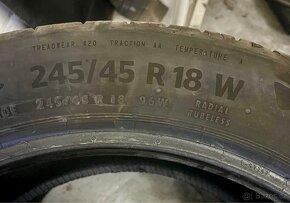 TREADWEAR 420 TRACTION AA TEMPERATURE A
245/45 R 18 W
245/45 R 18 96W RADIAL
TUBELESS